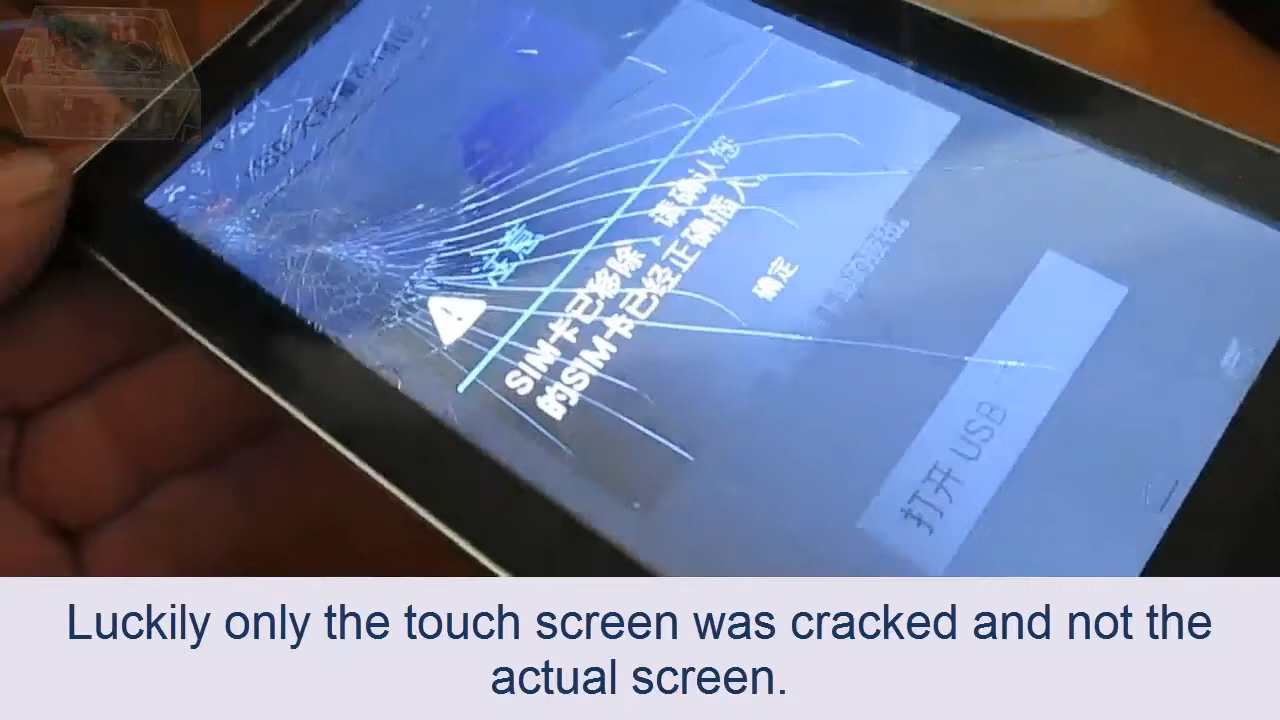 注意
SIM卡已移除，请确认您
的SIM卡已经正确插入。
确定
打开 USB
Luckily only the touch screen was cracked and not the
actual screen.